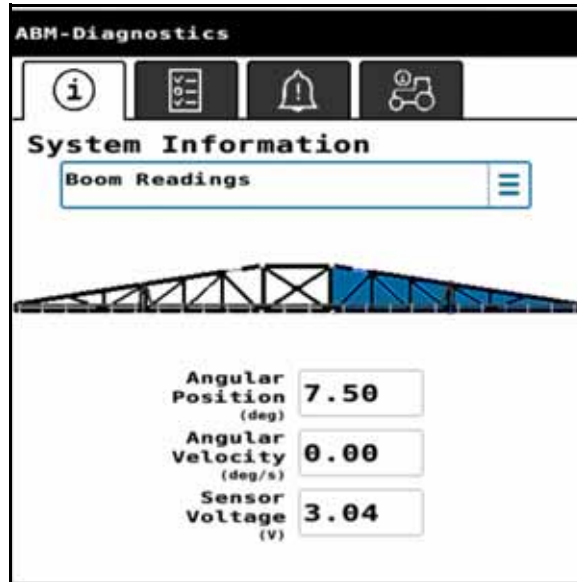 ABM-Diagnostics
System Information
Boom Readings
Angular
Position
(deg)
7.50
Angular
Velocity
(deg/s)
0.00
Sensor
Voltage
(V)
3.04